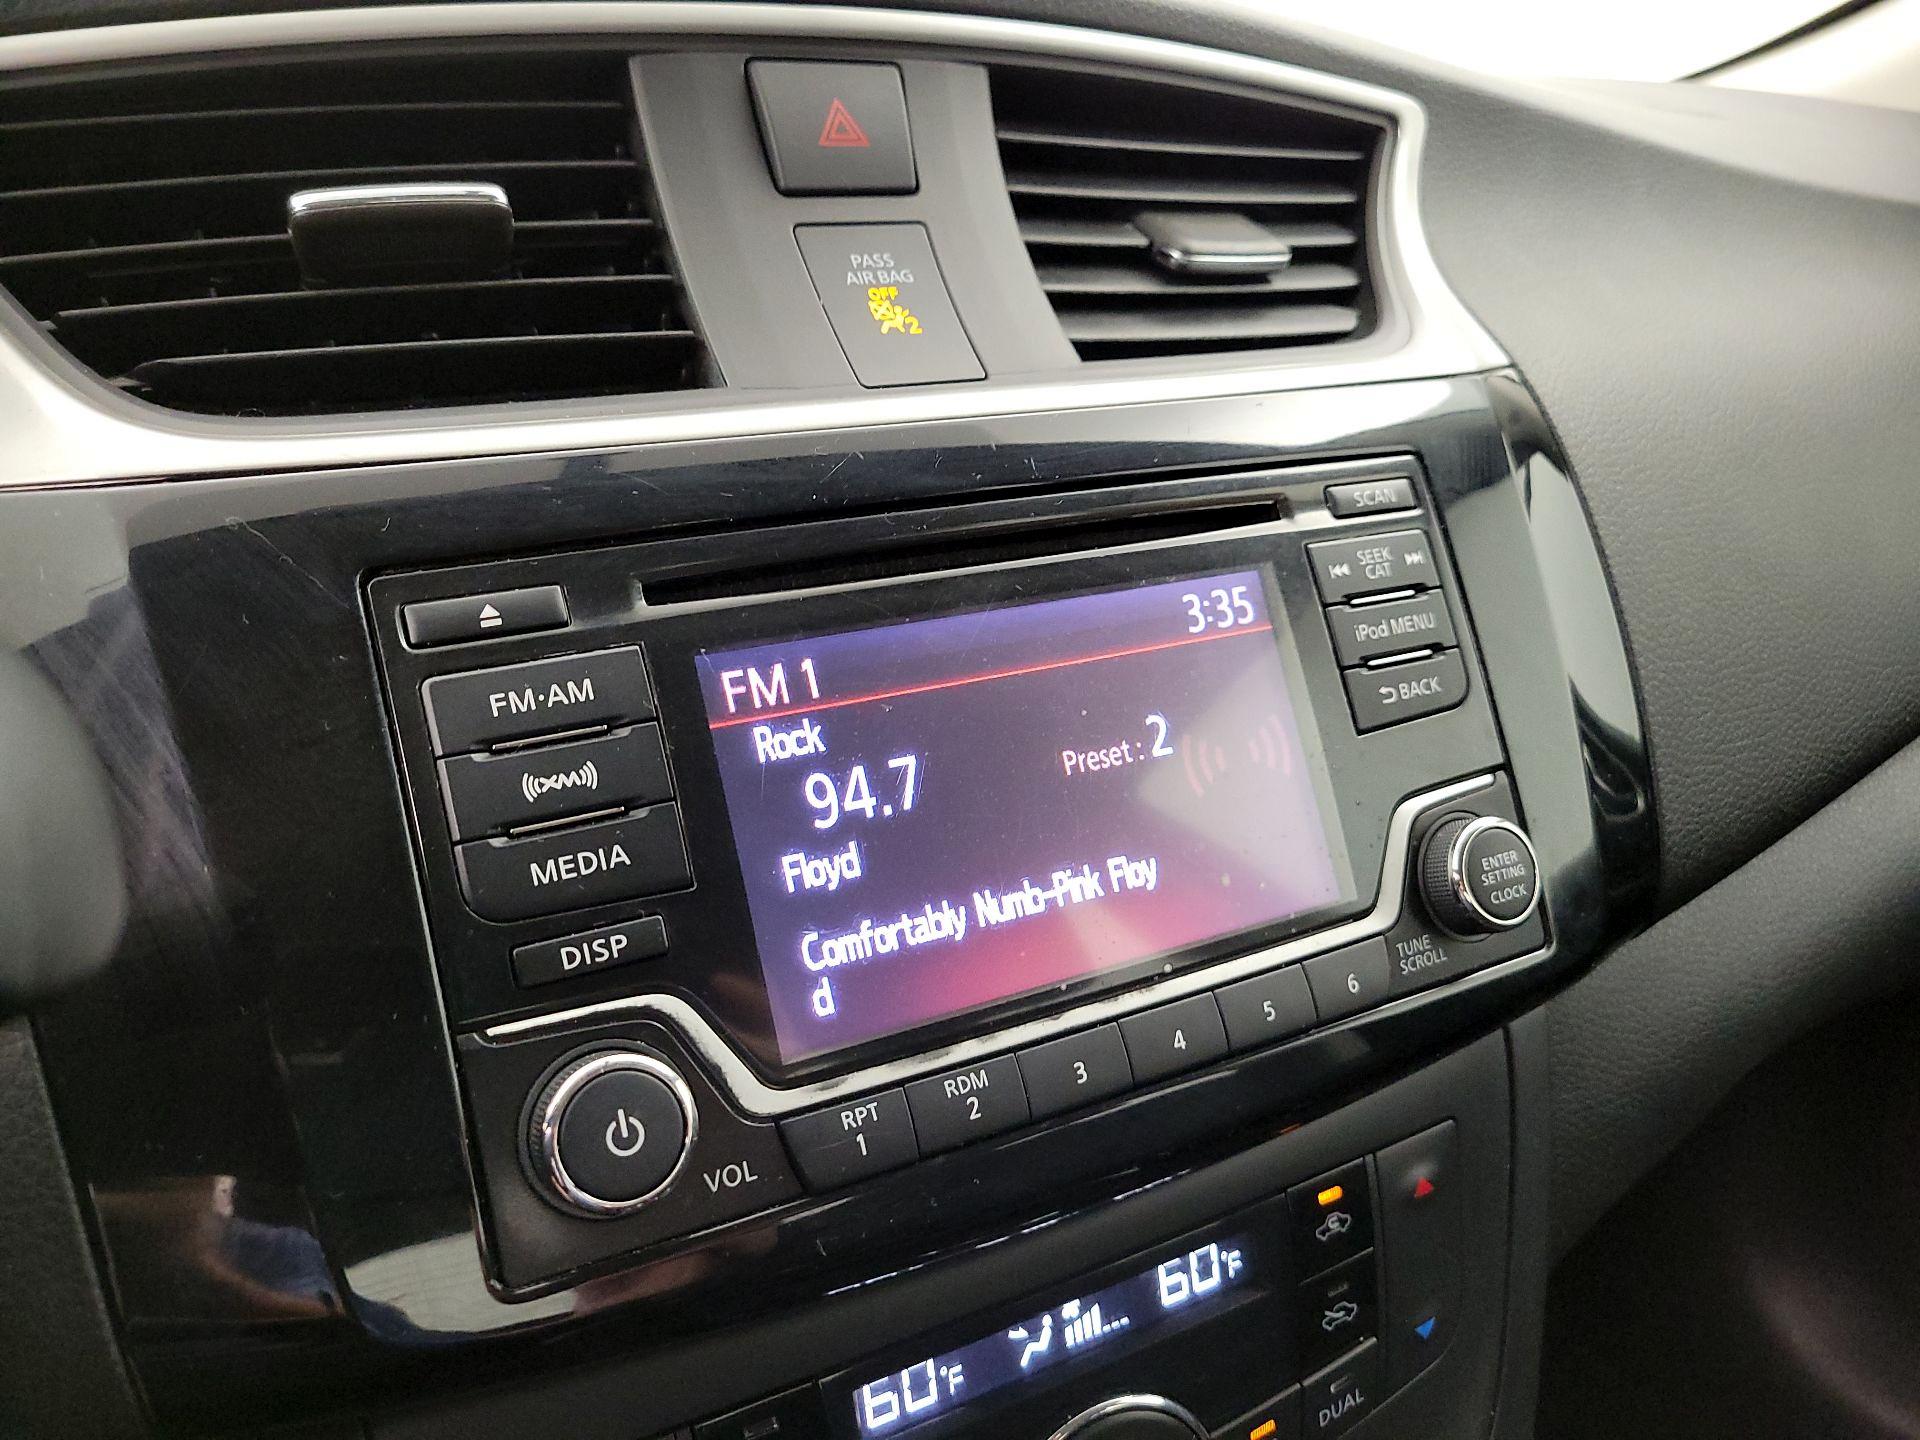 PASS
AIR BAG
OFF
2
SCAN
SEEK
CAT
iPod MENU
BACK
FM·AM
((XM))
MEDIA
DISP
3:35
FM 1
Rock
94.7
Preset : 2
Floyd
Comfortably Numb-Pink Floy
d
ENTER
SETTING
CLOCK
TUNE
SCROLL
VOL
RPT
1
RDM
2
3
4
5
6
60°F
60°F
DUAL